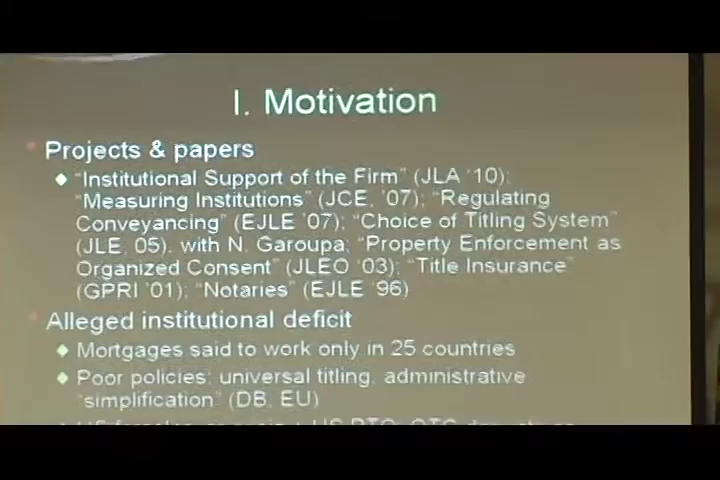 I. Motivation
Projects & papers
"Institutional Support of the Firm" (JLA '10);
"Measuring Institutions" (JCE, '07); "Regulating
Conveyancing" (EJLE '07); "Choice of Titling System"
(JLE, 05), with N. Garoupa; "Property Enforcement as
Organized Consent" (JLEO '03); "Title Insurance"
(GPRI '01); "Notaries" (EJLE '96)
Alleged institutional deficit
Mortgages said to work only in 25 countries
Poor policies: universal titling, administrative
"simplification" (DB, EU)